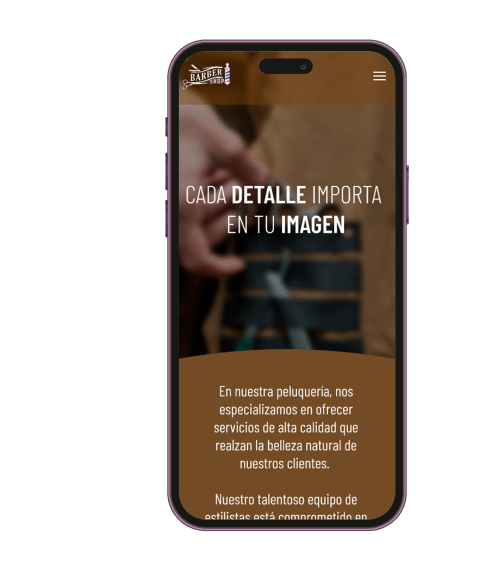 BARBER
SHOP
CADA DETALLE IMPORTA
EN TU IMAGEN
En nuestra peluquería, nos
especializamos en ofrecer
servicios de alta calidad que
realzan la belleza natural de
nuestros clientes.
Nuestro talentoso equipo de
estilistas está comprometido en